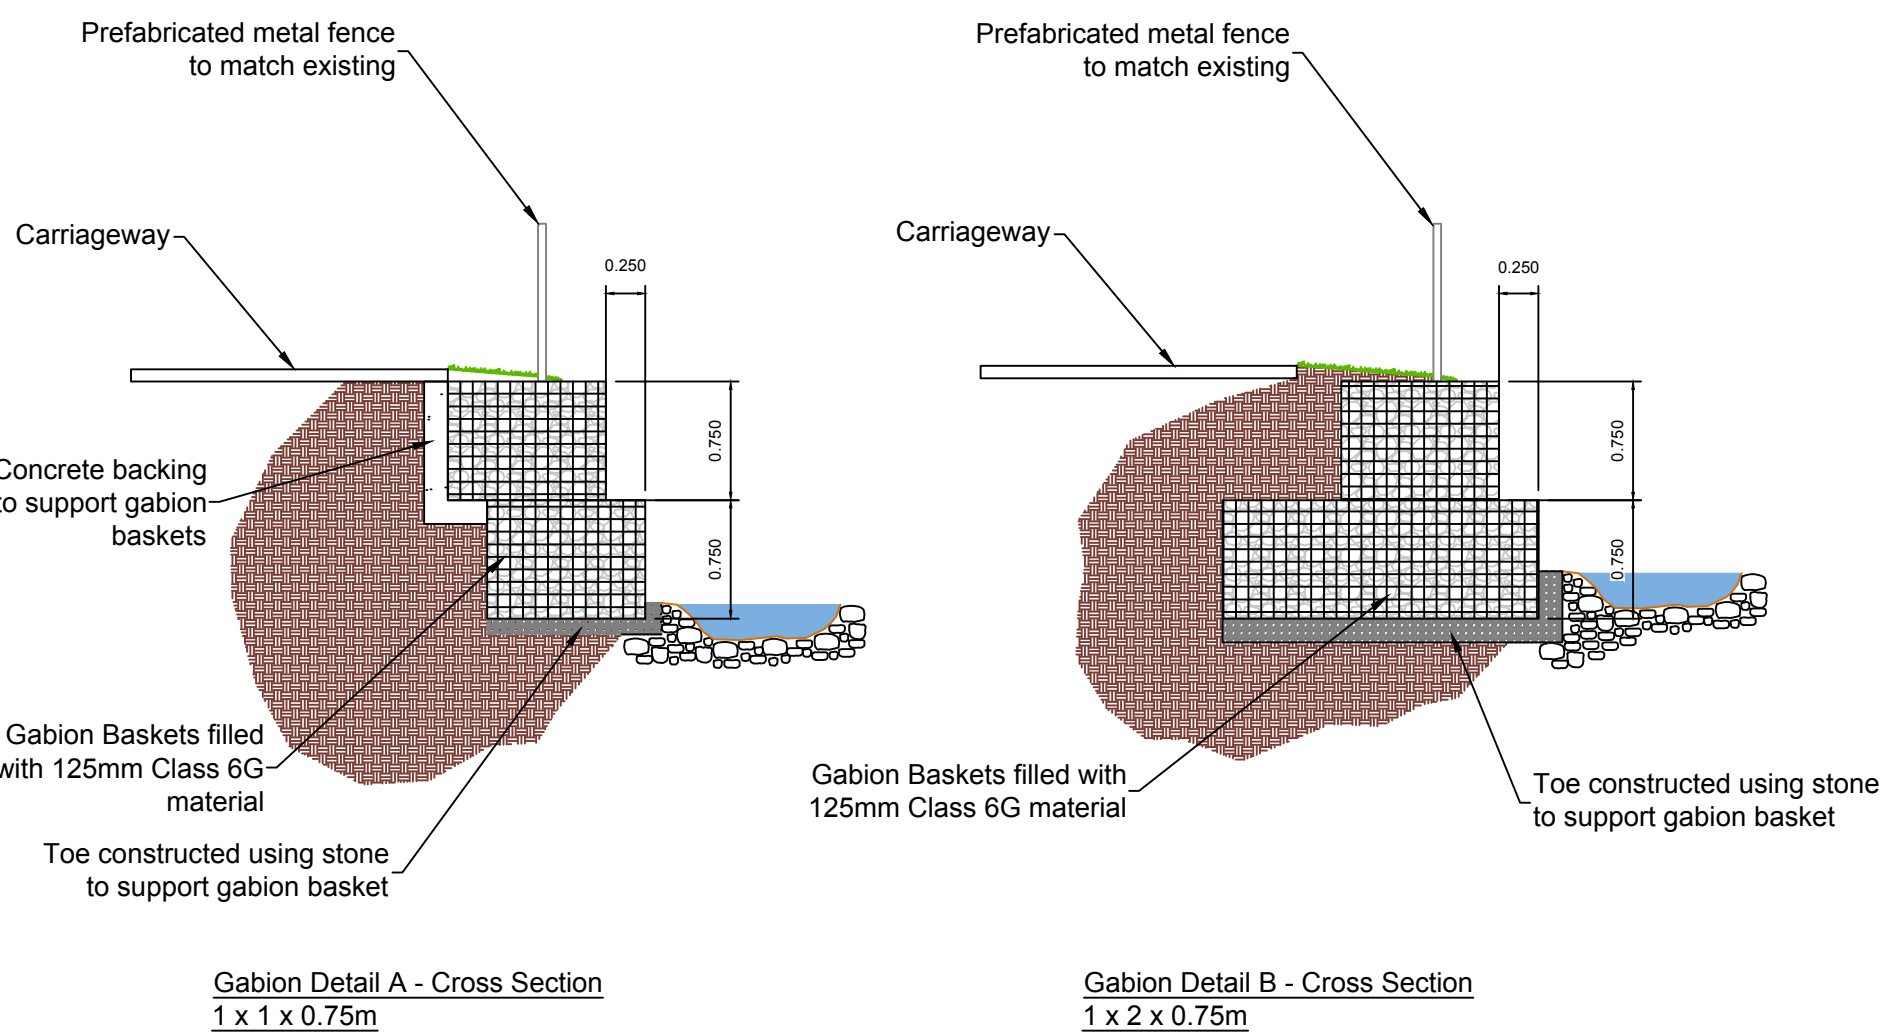 Prefabricated metal fence
to match existing
Carriageway
0.250
0.750
0.750
Concrete backing
to support gabion
baskets
Gabion Baskets filled
with 125mm Class 6G
material
Toe constructed using stone
to support gabion basket
Gabion Detail A - Cross Section
1 x 1 x 0.75m
Prefabricated metal fence
to match existing
Carriageway
0.250
0.750
0.750
Gabion Baskets filled with
125mm Class 6G material
Toe constructed using stone
to support gabion basket
Gabion Detail B - Cross Section
1 x 2 x 0.75m